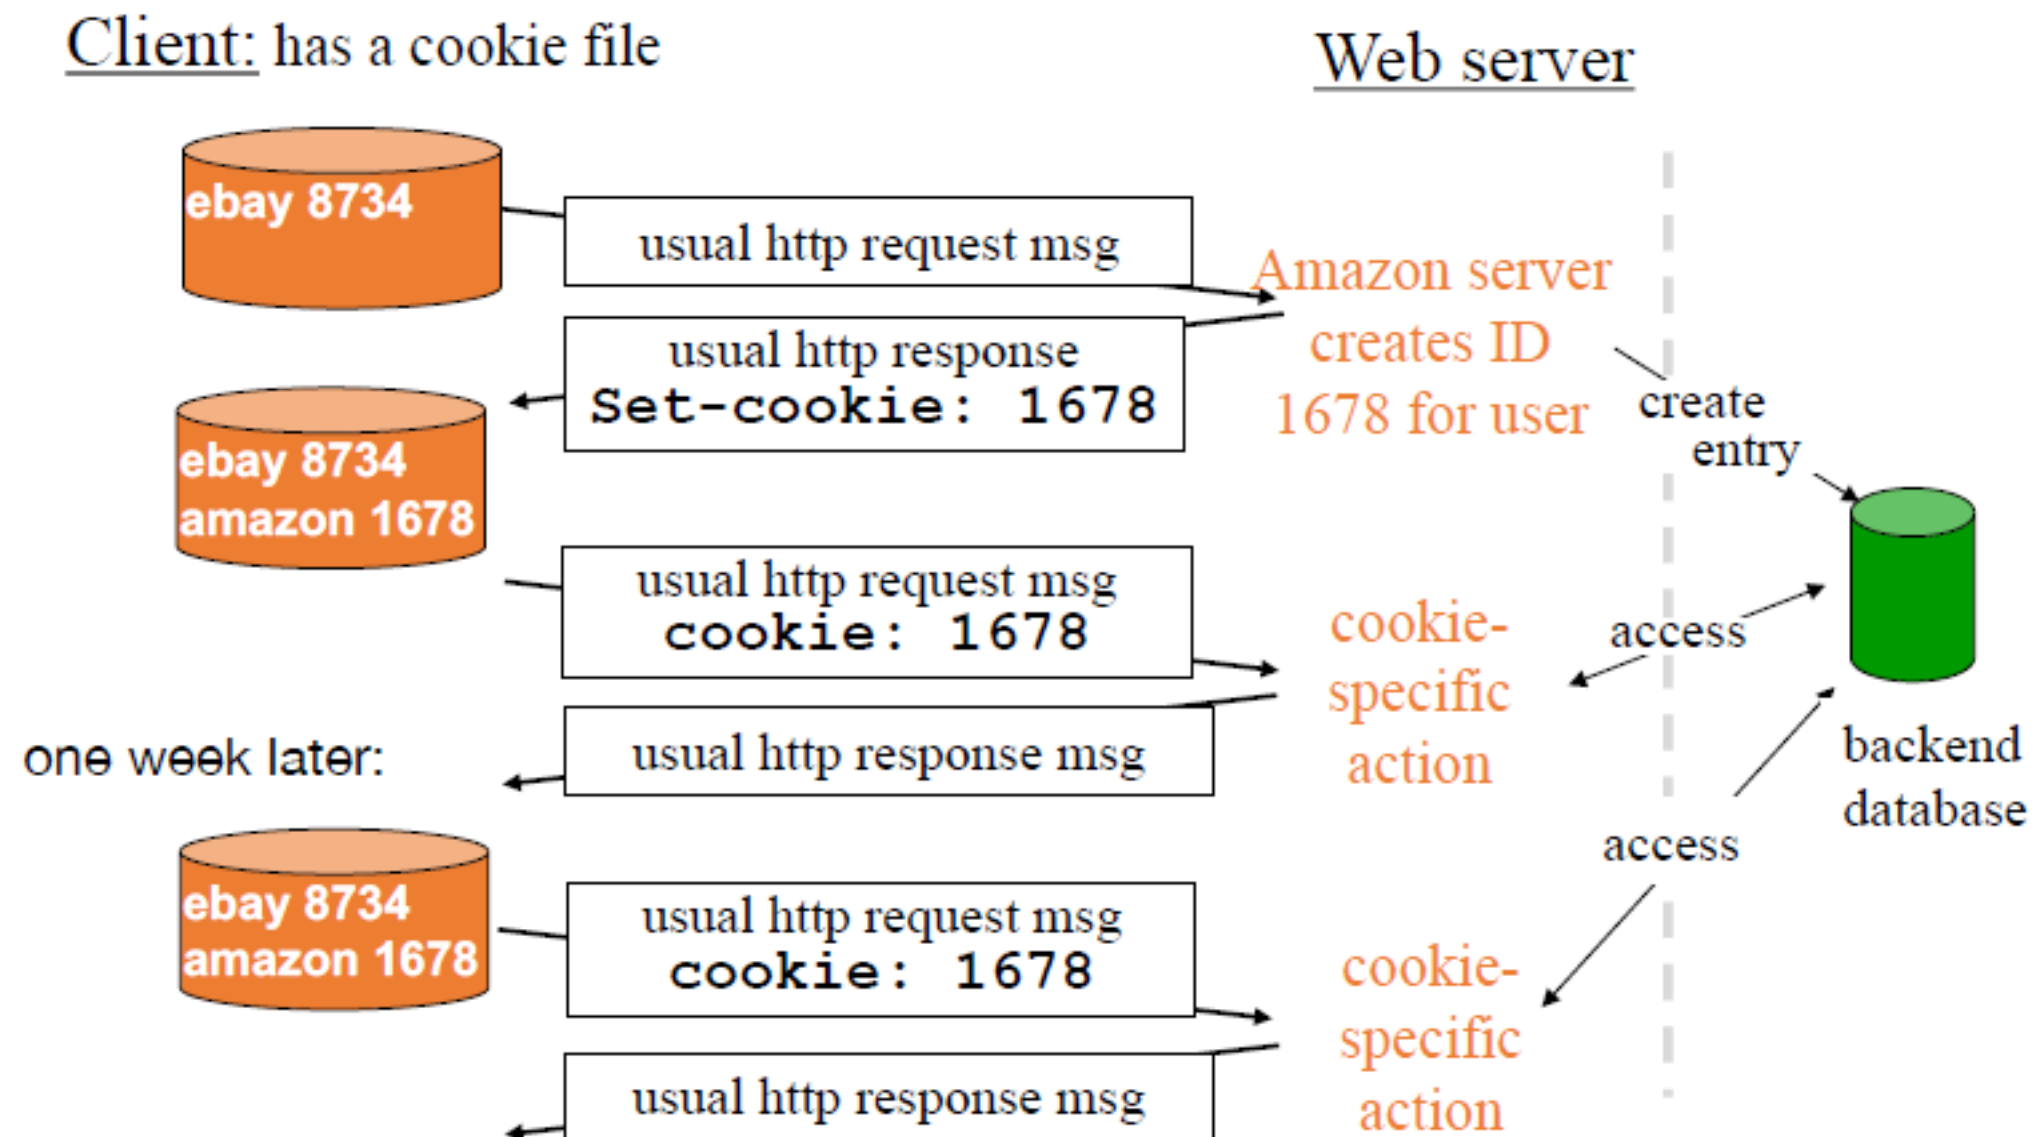 Client: has a cookie file
Web server
ebay 8734
usual http request msg
Amazon server
creates ID
1678 for user
usual http response
Set-cookie: 1678
create
entry
ebay 8734
amazon 1678
usual http request msg
cookie: 1678
cookie-
specific
action
access
usual http response msg
backend
database
one week later:
access
ebay 8734
amazon 1678
usual http request msg
cookie: 1678
cookie-
specific
action
usual http response msg